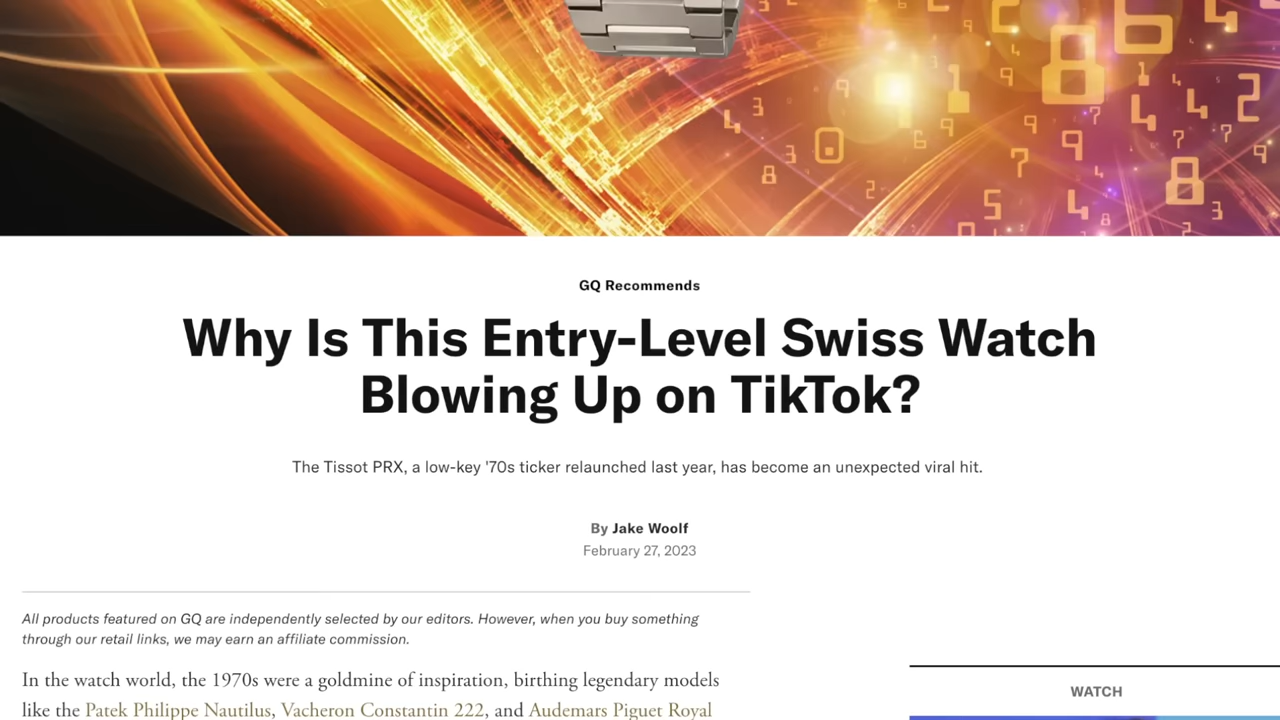 GQ Recommends
Why Is This Entry-Level Swiss Watch
Blowing Up on TikTok?
The Tissot PRX, a low-key '70s ticker relaunched last year, has become an unexpected viral hit.
By Jake Woolf
February 27, 2023
All products featured on GQ are independently selected by our editors. However, when you buy something
through our retail links, we may earn an affiliate commission.
In the watch world, the 1970s were a goldmine of inspiration, birthing legendary models
like the Patek Philippe Nautilus, Vacheron Constantin 222, and Audemars Piguet Royal
WATCH